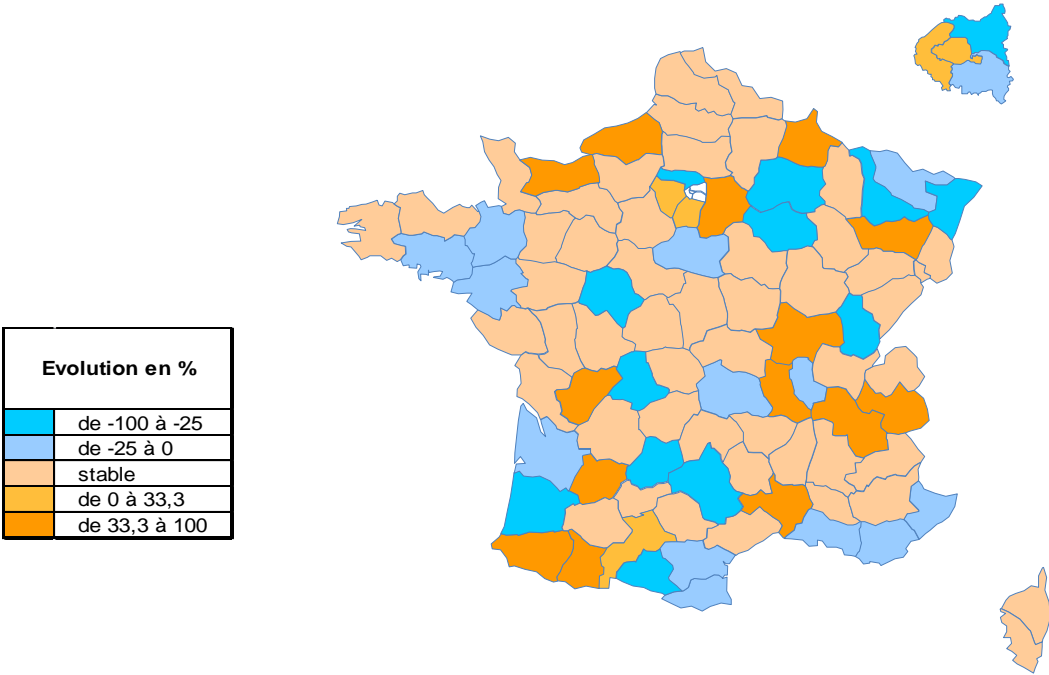 Evolution en %
de -100 à -25
de -25 à 0
stable
de 0 à 33,3
de 33,3 à 100